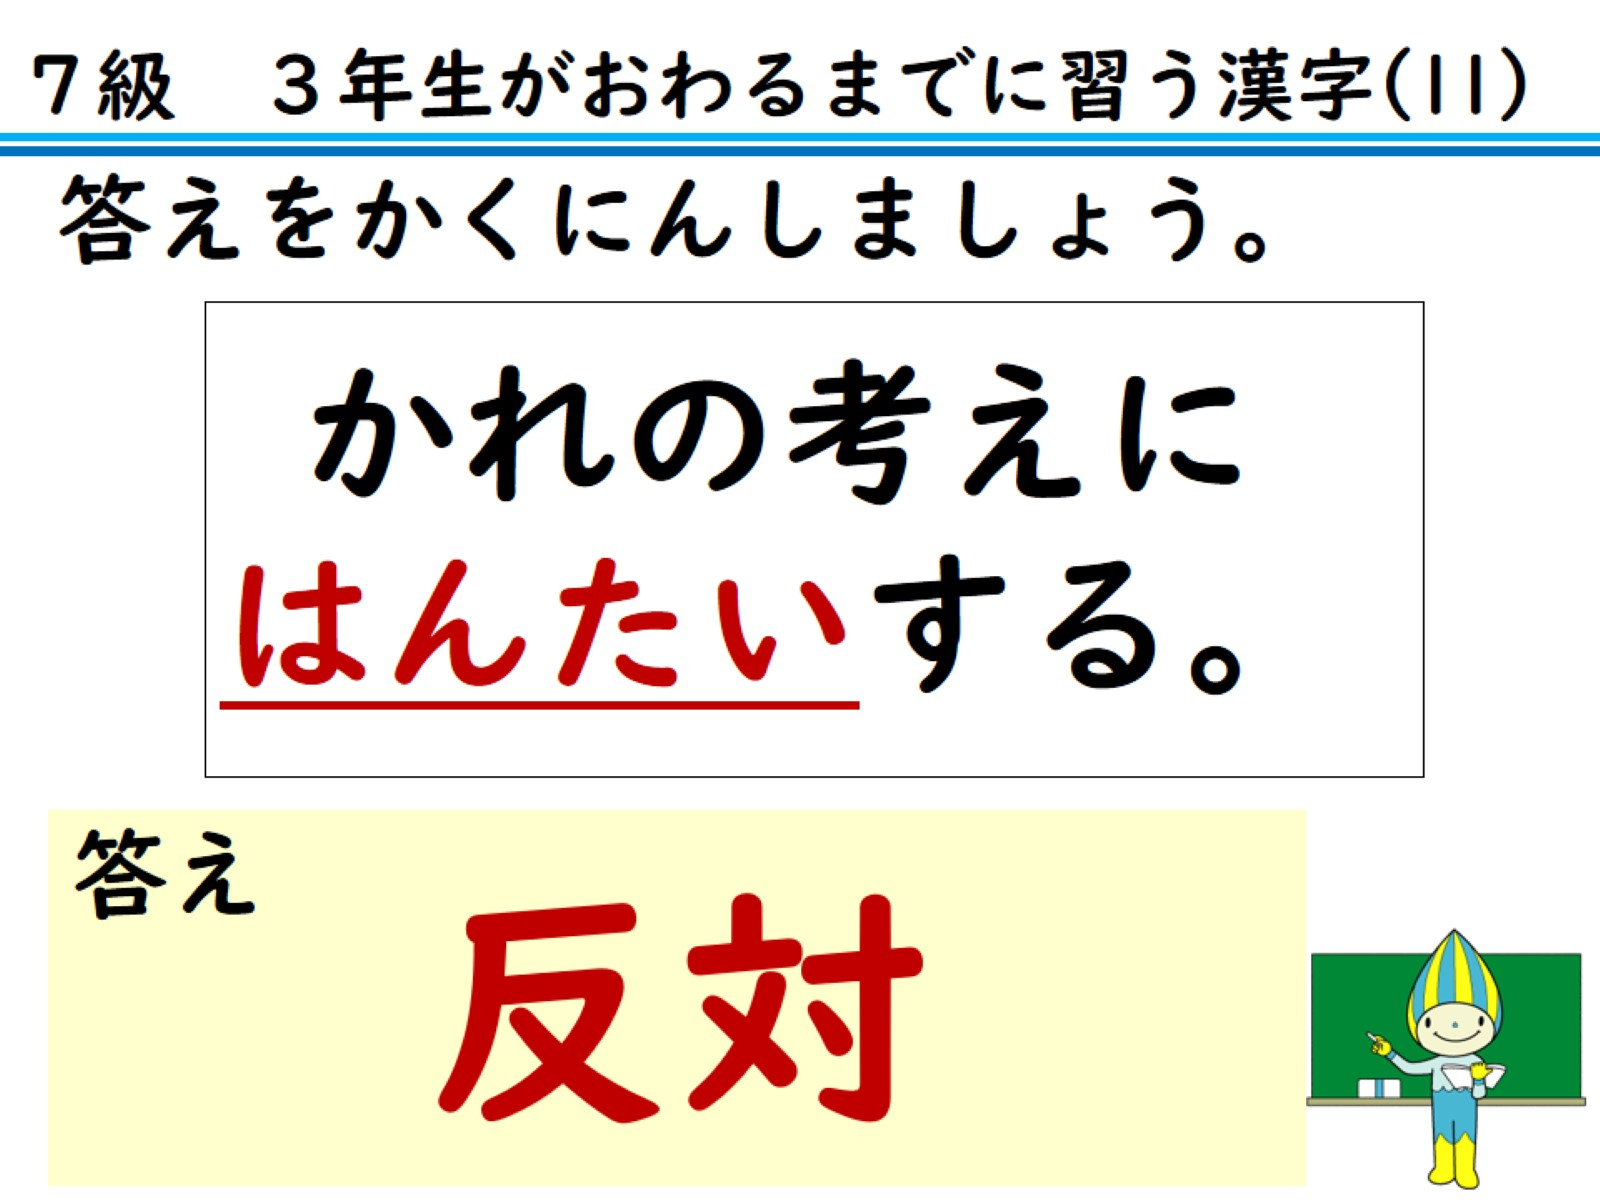 ７級　３年生がおわるまでに習う漢字(11)
答えをかくにんしましょう。
かれの考えに
はんたいする。
答え
反対